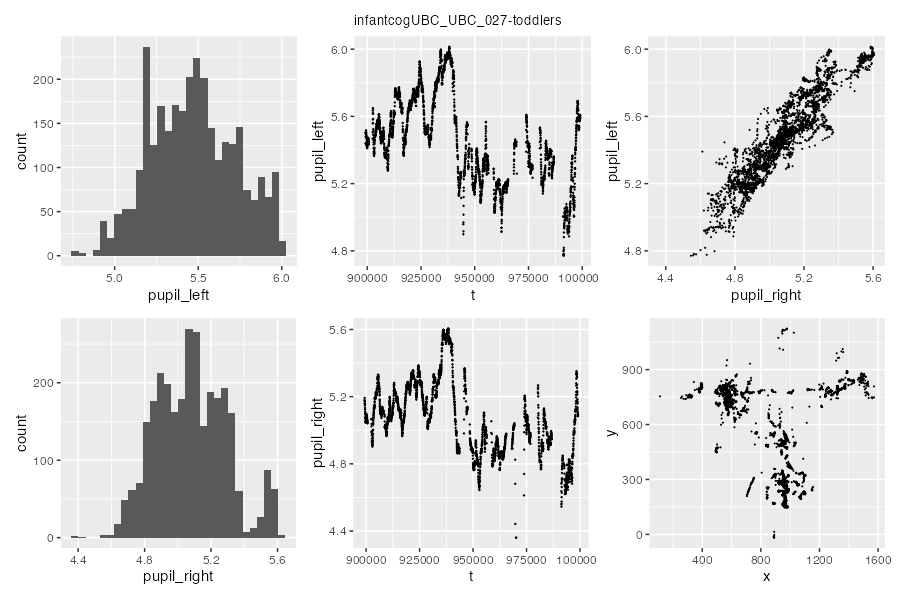 infantcogUBC_UBC_027-toddlers
count
200
150
100
50
0
5.0 5.5 6.0
pupil_left
pupil_left
6.0
5.6
5.2
4.8
900000 925000 950000 975000 100000
t
pupil_left
6.0
5.6
5.2
4.8
4.4 4.8 5.2 5.6
pupil_right
count
200
100
0
4.4 4.8 5.2 5.6
pupil_right
pupil_right
5.6
5.2
4.8
4.4
900000 925000 950000 975000 100000
t
y
900
600
300
0
400 800 1200 1600
x